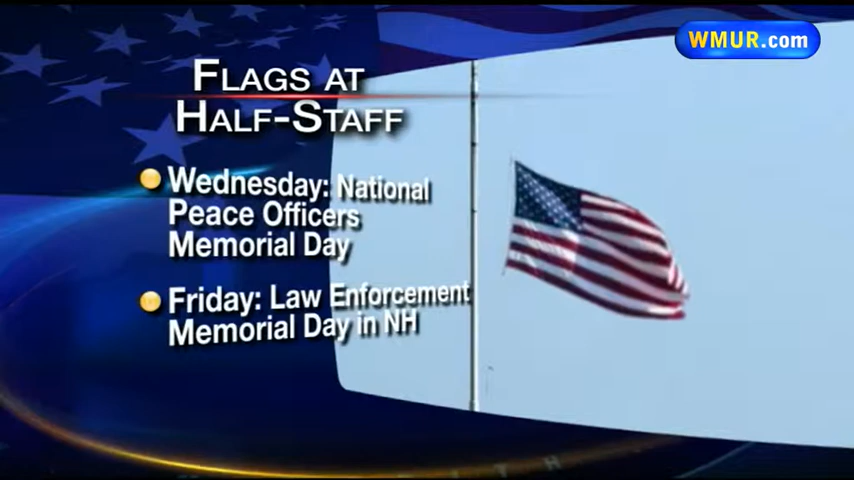 WMUR.com
FLAGS AT
HALF-STAFF
Wednesday: National
Peace Officers
Memorial Day
Friday: Law Enforcement
Memorial Day in NH